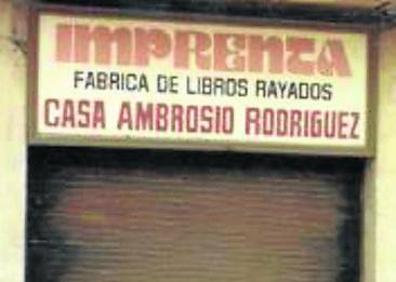 IMPRENTA
FABRICA DE LIBROS RAYADOS
CASA AMBROSIO RODRIGUEZ